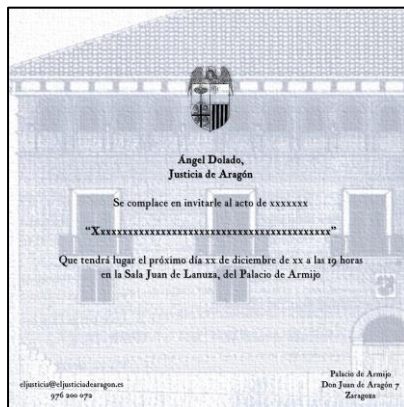 Ángel Dolado,
Justicia de Aragón
Se complace en invitarle al acto de xxxxxxx
“Xxxxxxxxxxxxxxxxxxxxxxxxxxxxxxxxxxxxxxxxxxx”
Que tendrá lugar el próximo día xx de diciembre de xx a las 19 horas
en la Sala Juan de Lanuza, del Palacio de Armijo
eljusticia@eljusticiadearagon.es
976 200 072
Palacio de Armijo
Don Juan de Aragón 7
Zaragoza